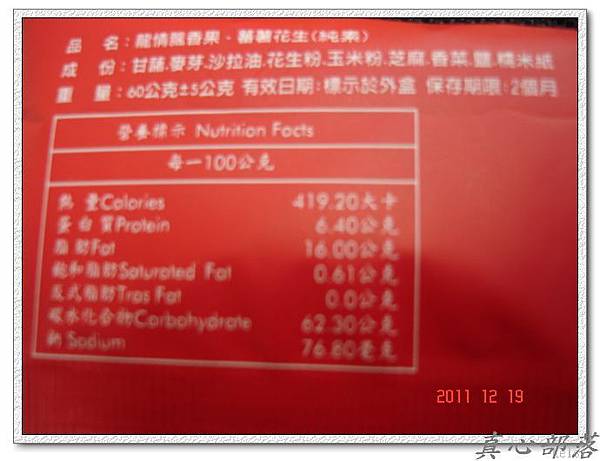 品 名：龍情飄香果-蕃薯花生(純素)
成 份：甘藷.麥芽.沙拉油.花生粉.玉米粉.芝麻.香菜.鹽.糯米紙
重 量：60公克±5公克 有效日期：標示於外盒 保存期限：2個月
營養標示 Nutrition Facts
每一100公克
熱 量Calories 419.20大卡
蛋白質Protein 6.40公克
脂 肪Fat 16.00公克
飽和脂肪Saturated Fat 0.61公克
反式脂肪Tras Fat 0.0公克
碳水化合物Carbohydrate 62.30公克
鈉 Sodium 76.80毫克
2011 12 19
真心部落